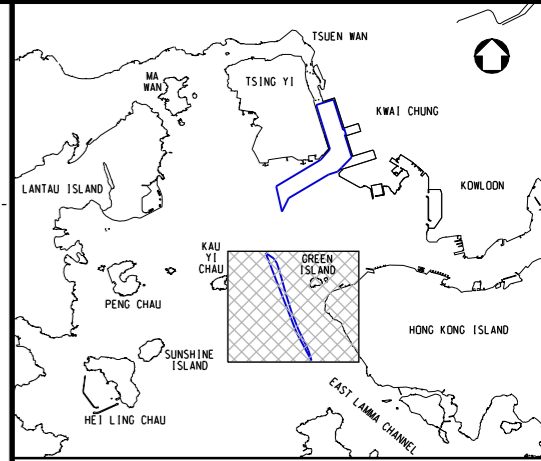 TSUEN WAN
MA
WAN
TSING YI
KWAI CHUNG
LANTAU ISLAND
KOWLOON
KAU
YI
CHAU
GREEN
ISLAND
PENG CHAU
HONG KONG ISLAND
SUNSHINE
ISLAND
HEI LING CHAU
EAST LAMMA CHANNEL